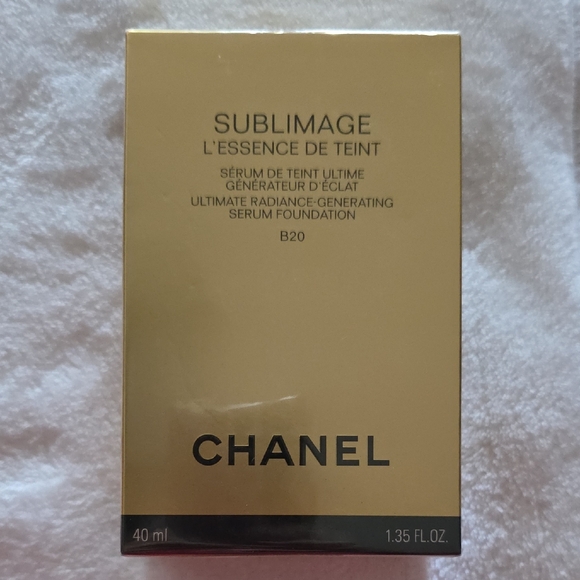 SUBLIMAGE
L'ESSENCE DE TEINT
SÉRUM DE TEINT ULTIME
GÉNÉRATEUR D'ÉCLAT
ULTIMATE RADIANCE-GENERATING
SERUM FOUNDATION
B20
CHANEL
40 ml 1.35 FL.OZ.